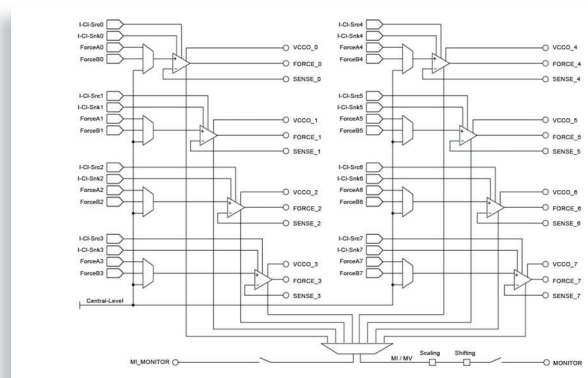 I-Cl-Src0
I-Cl-Snk0
ForceA0
ForceB0
VCCO_0
FORCE_0
SENSE_0
I-Cl-Src1
I-Cl-Snk1
ForceA1
ForceB1
VCCO_1
FORCE_1
SENSE_1
I-Cl-Src2
I-Cl-Snk2
ForceA2
ForceB2
VCCO_2
FORCE_2
SENSE_2
I-Cl-Src3
I-Cl-Snk3
ForceA3
ForceB3
VCCO_3
FORCE_3
SENSE_3
Central-Level
I-Cl-Src4
I-Cl-Snk4
ForceA4
ForceB4
VCCO_4
FORCE_4
SENSE_4
I-Cl-Src5
I-Cl-Snk5
ForceA5
ForceB5
VCCO_5
FORCE_5
SENSE_5
I-Cl-Src6
I-Cl-Snk6
ForceA6
ForceB6
VCCO_6
FORCE_6
SENSE_6
I-Cl-Src7
I-Cl-Snk7
ForceA7
ForceB7
VCCO_7
FORCE_7
SENSE_7
MI_MONITOR
MI / MV
Scaling
Shifting
MONITOR